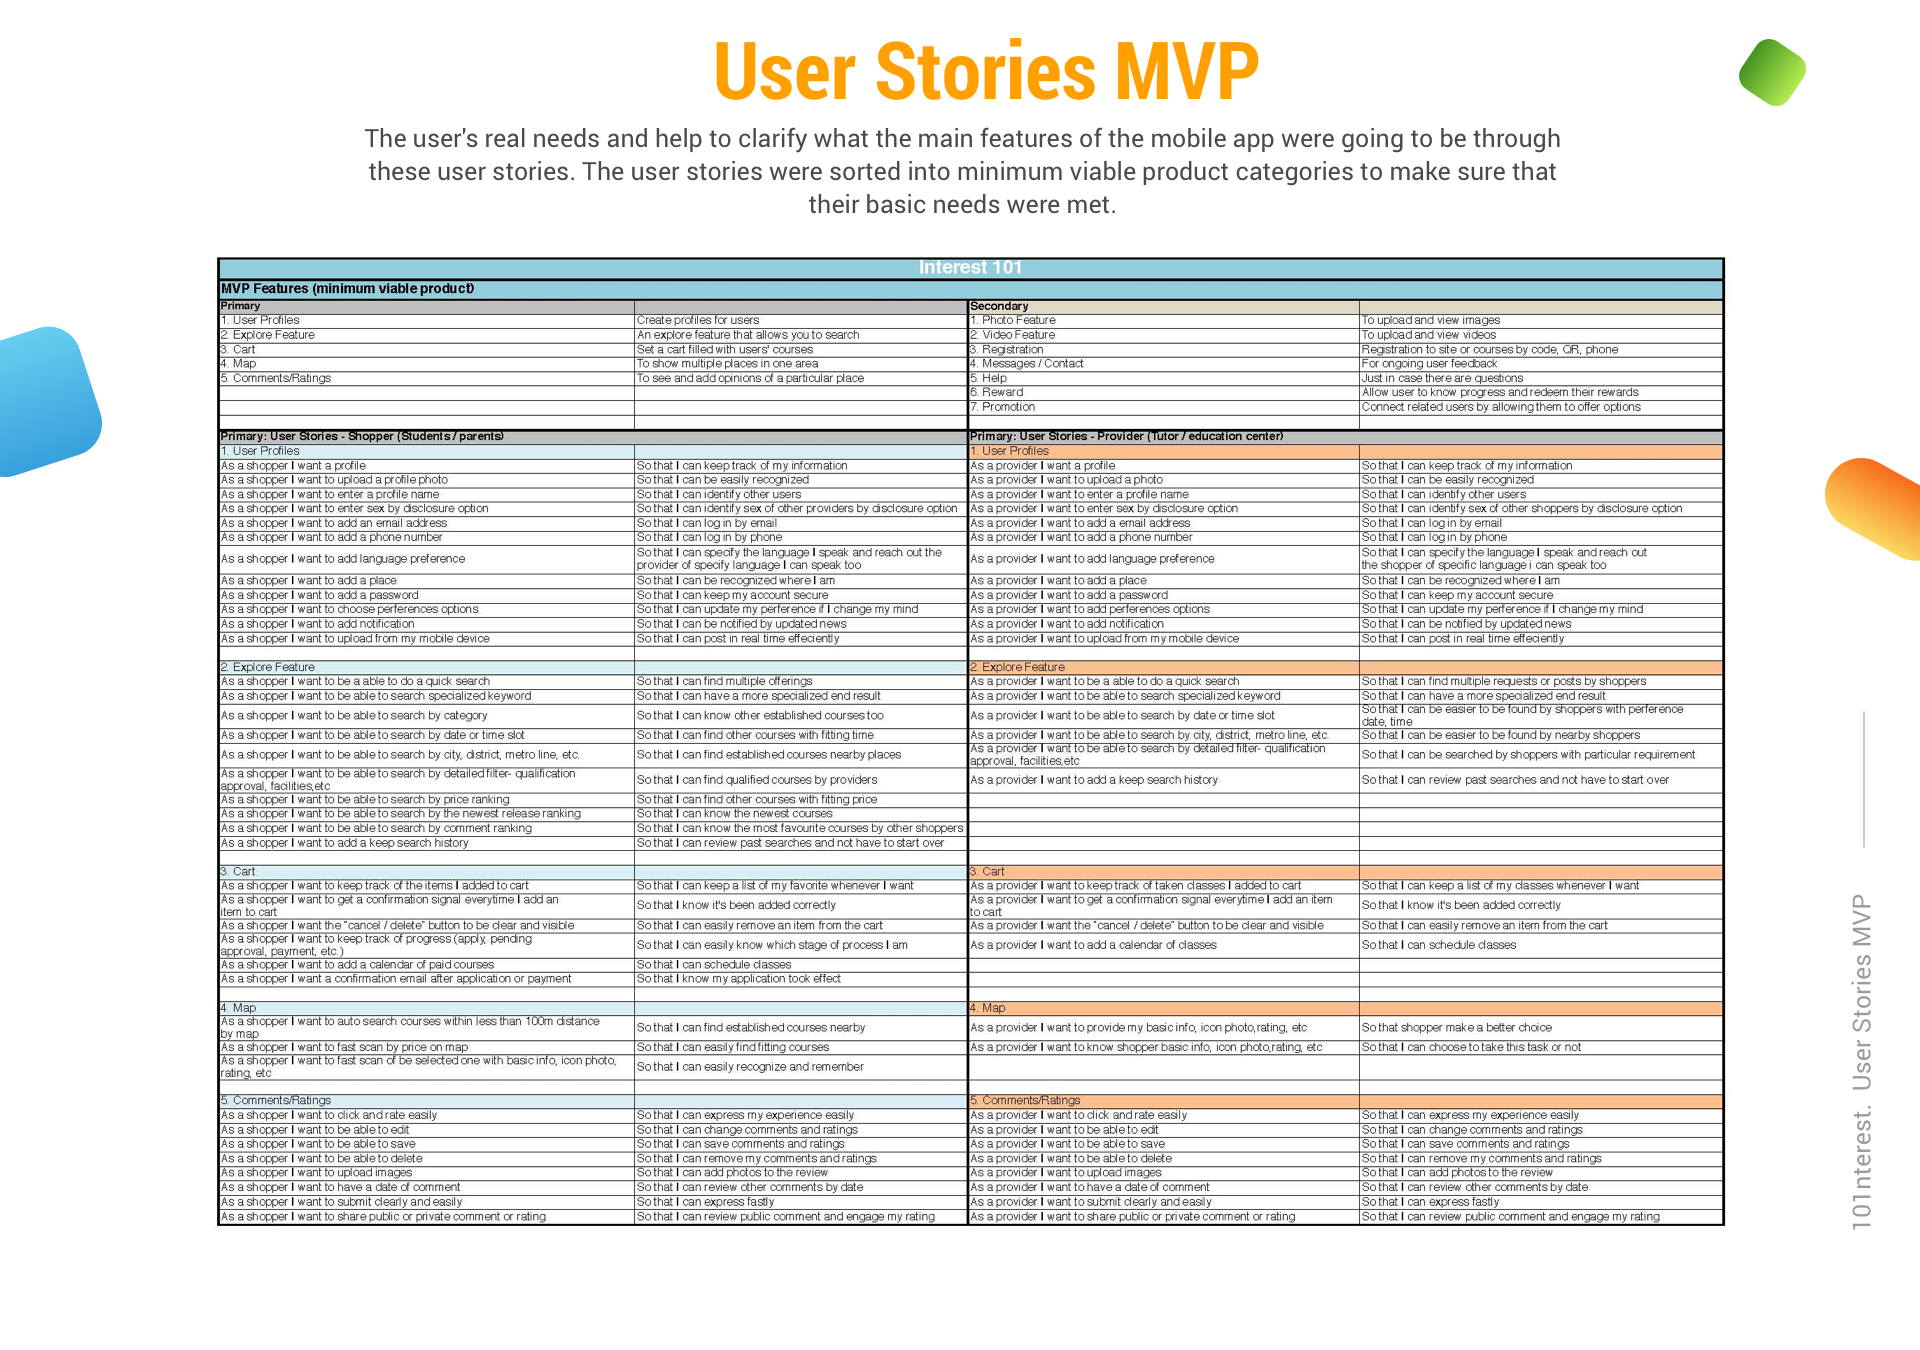 User Stories MVP
The user's real needs and help to clarify what the main features of the mobile app were going to be through
these user stories. The user stories were sorted into minimum viable product categories to make sure that
their basic needs were met.
Interest 101
MVP Features (minimum viable product)
Primary Secondary
1. User Profiles Create profiles for users 1. Photo Feature To upload and view images
2. Explore Feature An explore feature that allows you to search 2. Video Feature To upload and view videos
3. Cart Set a cart filled with users' courses 3. Registration Registration to site or courses by code, QR, phone
4. Map To show multiple places in one area 4. Messages / Contact For ongoing user feedback
5. Comments/Ratings To see and add opinions of a particular place 5. Help Just in case there are questions
6. Reward Allow user to know progress and redeem their rewards
7. Promotion Connect related users by allowing them to offer options
Primary: User Stories - Shopper (Students / parents) Primary: User Stories - Provider (Tutor / education center)
1. User Profiles 1. User Profiles
As a shopper I want a profile So that I can keep track of my information As a provider I want a profile So that I can keep track of my information
As a shopper I want to upload a profile photo So that I can be easily recognized As a provider I want to upload a photo So that I can be easily recognized
As a shopper I want to enter a profile name So that I can identify other users As a provider I want to enter a profile name So that I can identify other users
As a shopper I want to enter sex by disclosure option So that I can identify sex of other providers by disclosure option As a provider I want to enter sex by disclosure option So that I can identify sex of other shoppers by disclosure option
As a shopper I want to add an email address So that I can log in by email As a provider I want to add a email address So that I can log in by email
As a shopper I want to add a phone number So that I can log in by phone As a provider I want to add a phone number So that I can log in by phone
As a shopper I want to add language preference So that I can specify the language I speak and reach out the
provider of specify language I can speak too As a provider I want to add language preference So that I can specify the language I speak and reach out
the shopper of specific language i can speak too
As a shopper I want to add a place So that I can be recognized where I am As a provider I want to add a place So that I can be recognized where I am
As a shopper I want to add a password So that I can keep my account secure As a provider I want to add a password So that I can keep my account secure
As a shopper I want to choose perferences options So that I can update my perference if I change my mind As a provider I want to add perferences options So that I can update my perference if I change my mind
As a shopper I want to add notification So that I can be notified by updated news As a provider I want to add notification So that I can be notified by updated news
As a shopper I want to upload from my mobile device So that I can post in real time effeciently As a provider I want to upload from my mobile device So that I can post in real time effeciently
2. Explore Feature 2. Explore Feature
As a shopper I want to be a able to do a quick search So that I can find multiple offerings As a provider I want to be a able to do a quick search So that I can find multiple requests or posts by shoppers
As a shopper I want to be able to search specialized keyword So that I can have a more specialized end result As a provider I want to be able to search specialized keyword So that I can have a more specialized end result
As a shopper I want to be able to search by category So that I can know other established courses too As a provider I want to be able to search by date or time slot So that I can be easier to be found by shoppers with perference
date, time
As a shopper I want to be able to search by date or time slot So that I can find other courses with fitting time As a provider I want to be able to search by city, district, metro line, etc. So that I can be easier to be found by nearby shoppers
As a shopper I want to be able to search by city, district, metro line, etc. So that I can find established courses nearby places As a provider I want to be able to search by detailed filter- qualification
approval, facilities,etc So that I can be searched by shoppers with particular requirement
As a shopper I want to be able to search by detailed filter- qualification
approval, facilities,etc So that I can find qualified courses by providers As a provider I want to add a keep search history So that I can review past searches and not have to start over
As a shopper I want to be able to search by price ranking So that I can find other courses with fitting price
As a shopper I want to be able to search by the newest release ranking So that I can know the newest courses
As a shopper I want to be able to search by comment ranking So that I can know the most favourite courses by other shoppers
As a shopper I want to add a keep search history So that I can review past searches and not have to start over
3. Cart 3. Cart
As a shopper I want to keep track of the items I added to cart So that I can keep a list of my favorite whenever I want As a provider I want to keep track of taken classes I added to cart So that I can keep a list of my classes whenever I want
As a shopper I want to get a confirmation signal everytime I add an
item to cart So that I know it's been added correctly As a provider I want to get a confirmation signal everytime I add an item
to cart So that I know it's been added correctly
As a shopper I want the "cancel / delete" button to be clear and visible So that I can easily remove an item from the cart As a provider I want the "cancel / delete" button to be clear and visible So that I can easily remove an item from the cart
As a shopper I want to keep track of progress (apply, pending
approval, payment, etc.) So that I can easily know which stage of process I am As a provider I want to add a calendar of classes So that I can schedule classes
As a shopper I want to add a calendar of paid courses So that I can schedule classes
As a shopper I want a confirmation email after application or payment So that I know my application took effect
4. Map 4. Map
As a shopper I want to auto search courses within less than 100m distance
by map So that I can find established courses nearby As a provider I want to provide my basic info, icon photo,rating, etc So that shopper make a better choice
As a shopper I want to fast scan by price on map So that I can easily find fitting courses As a provider I want to know shopper basic info, icon photo,rating, etc So that I can choose to take this task or not
As a shopper I want to fast scan of be selected one with basic info, icon photo,
rating, etc So that I can easily recognize and remember
5. Comments/Ratings 5. Comments/Ratings
As a shopper I want to click and rate easily So that I can express my experience easily As a provider I want to click and rate easily So that I can express my experience easily
As a shopper I want to be able to edit So that I can change comments and ratings As a provider I want to be able to edit So that I can change comments and ratings
As a shopper I want to be able to save So that I can save comments and ratings As a provider I want to be able to save So that I can save comments and ratings
As a shopper I want to be able to delete So that I can remove my comments and ratings As a provider I want to be able to delete So that I can remove my comments and ratings
As a shopper I want to upload images So that I can add photos to the review As a provider I want to upload images So that I can add photos to the review
As a shopper I want to have a date of comment So that I can review other comments by date As a provider I want to have a date of comment So that I can review other comments by date
As a shopper I want to submit clearly and easily So that I can express fastly As a provider I want to submit clearly and easily So that I can express fastly
As a shopper I want to share public or private comment or rating So that I can review public comment and engage my rating As a provider I want to share public or private comment or rating So that I can review public comment and engage my rating
101nterest. User Stories MVP